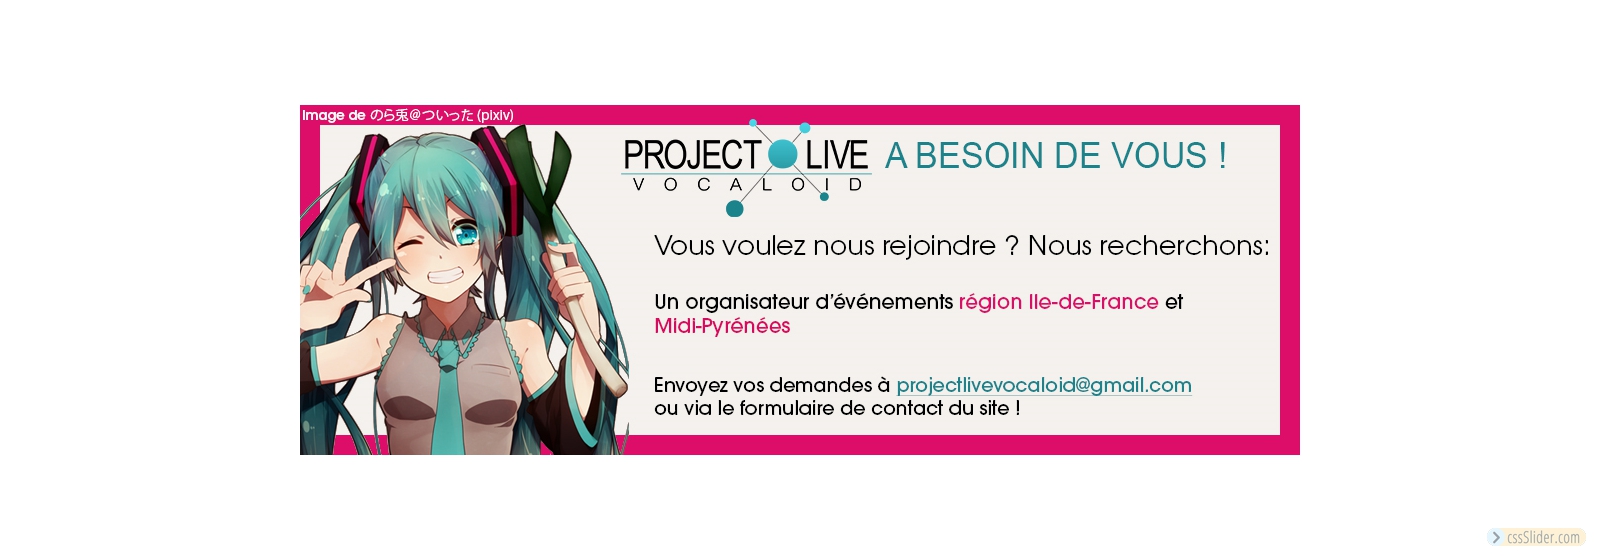 Image de のら兎@ついった (pixiv)
PROJECT LIVE A BESOIN DE VOUS !
VOCALOID
Vous voulez nous rejoindre ? Nous recherchons:
Un organisateur d'événements région Ile-de-France et
Midi-Pyrénées
Envoyez vos demandes à projectlivevocaloid@gmail.com
ou via le formulaire de contact du site !
cssSlider.com